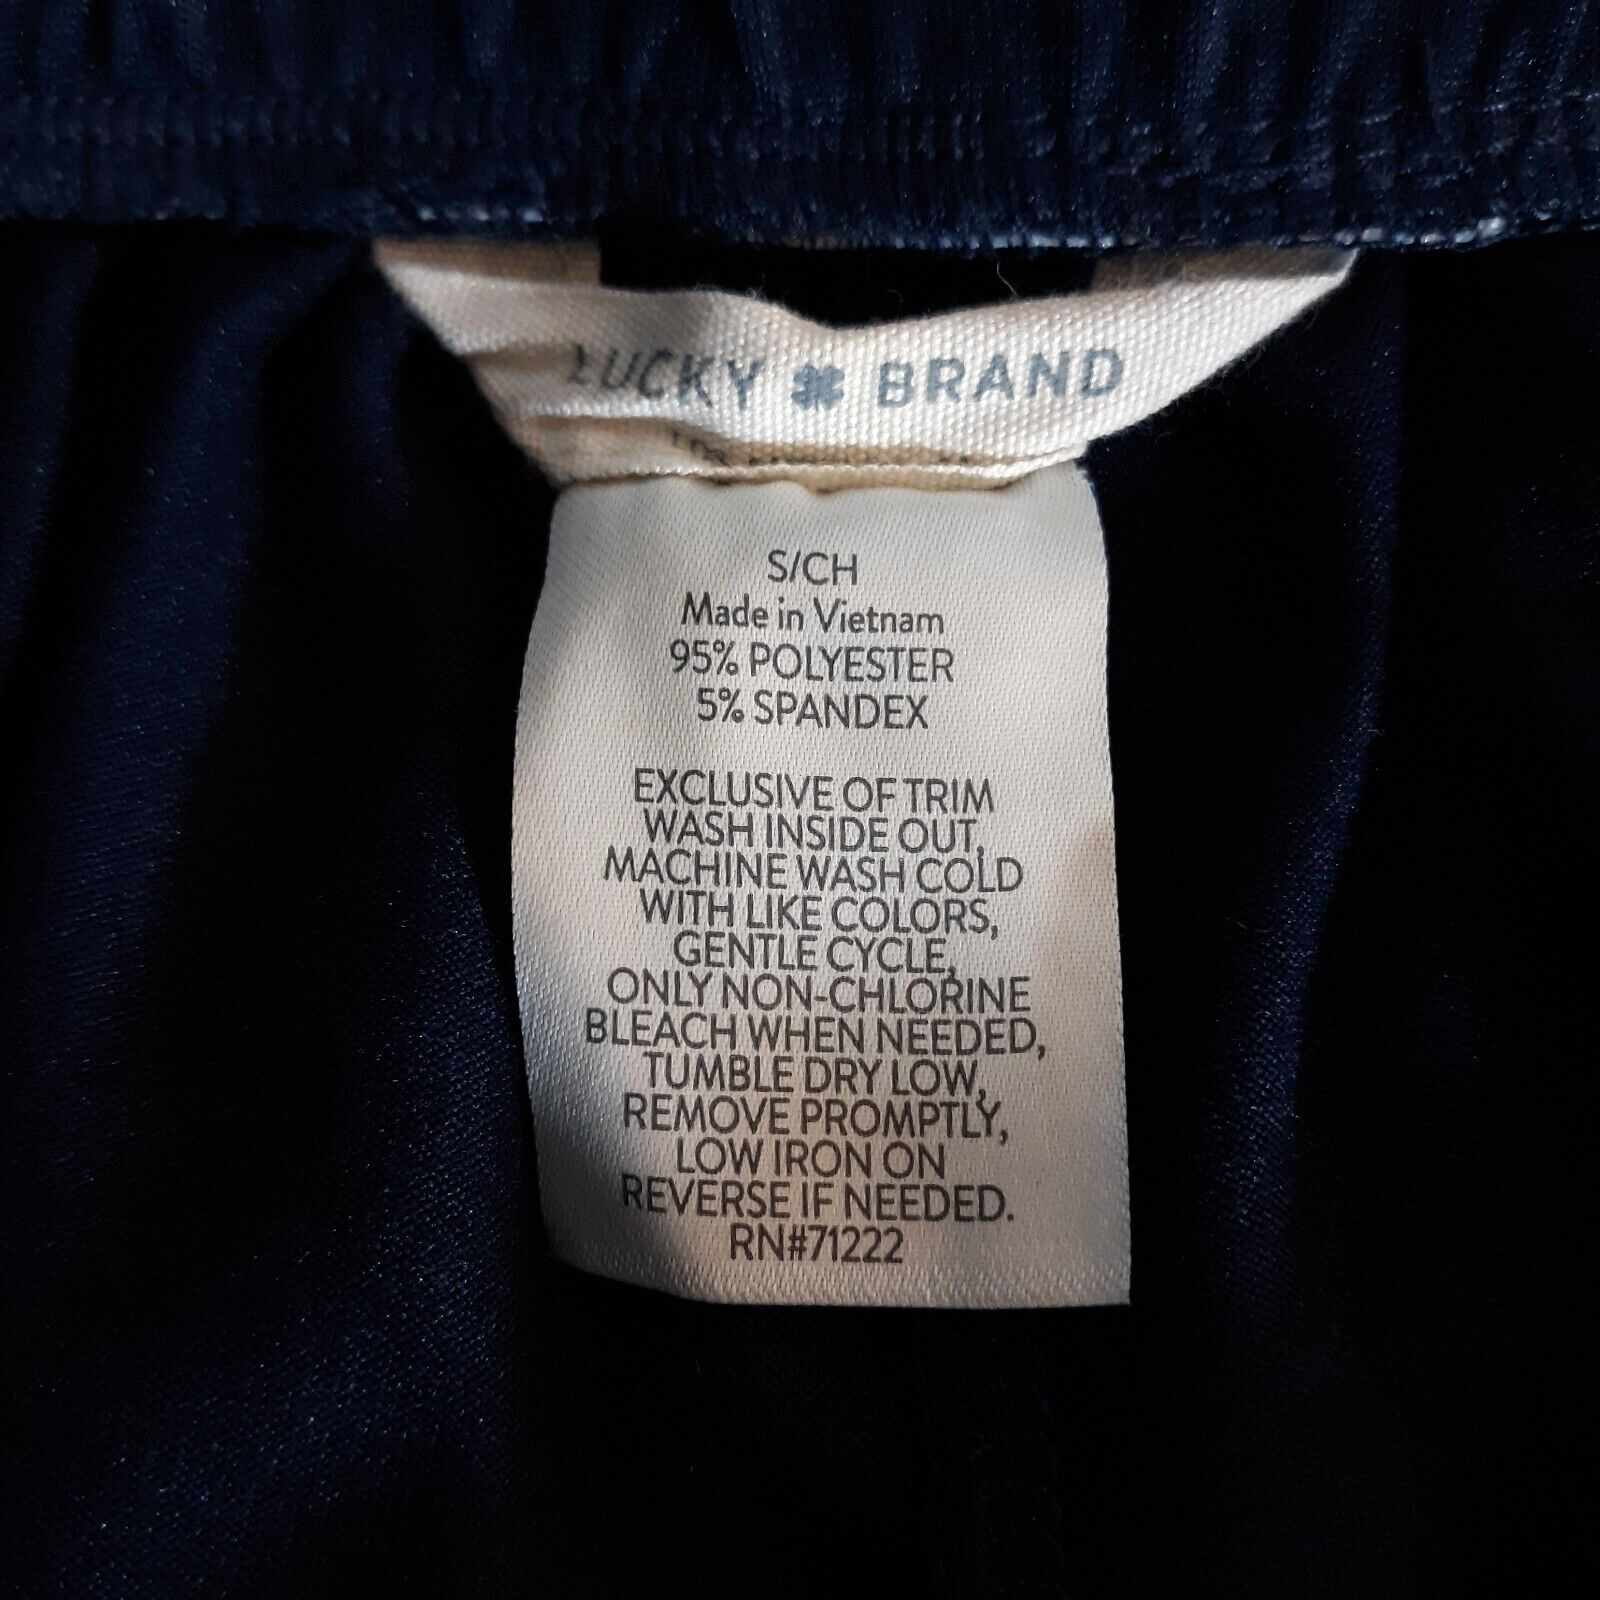 LUCKY BRAND
S/CH
Made in Vietnam
95% POLYESTER
5% SPANDEX
EXCLUSIVE OF TRIM
WASH INSIDE OUT,
MACHINE WASH COLD
WITH LIKE COLORS,
GENTLE CYCLE,
ONLY NON-CHLORINE
BLEACH WHEN NEEDED,
TUMBLE DRY LOW,
REMOVE PROMPTLY,
LOW IRON ON
REVERSE IF NEEDED.
RN#71222